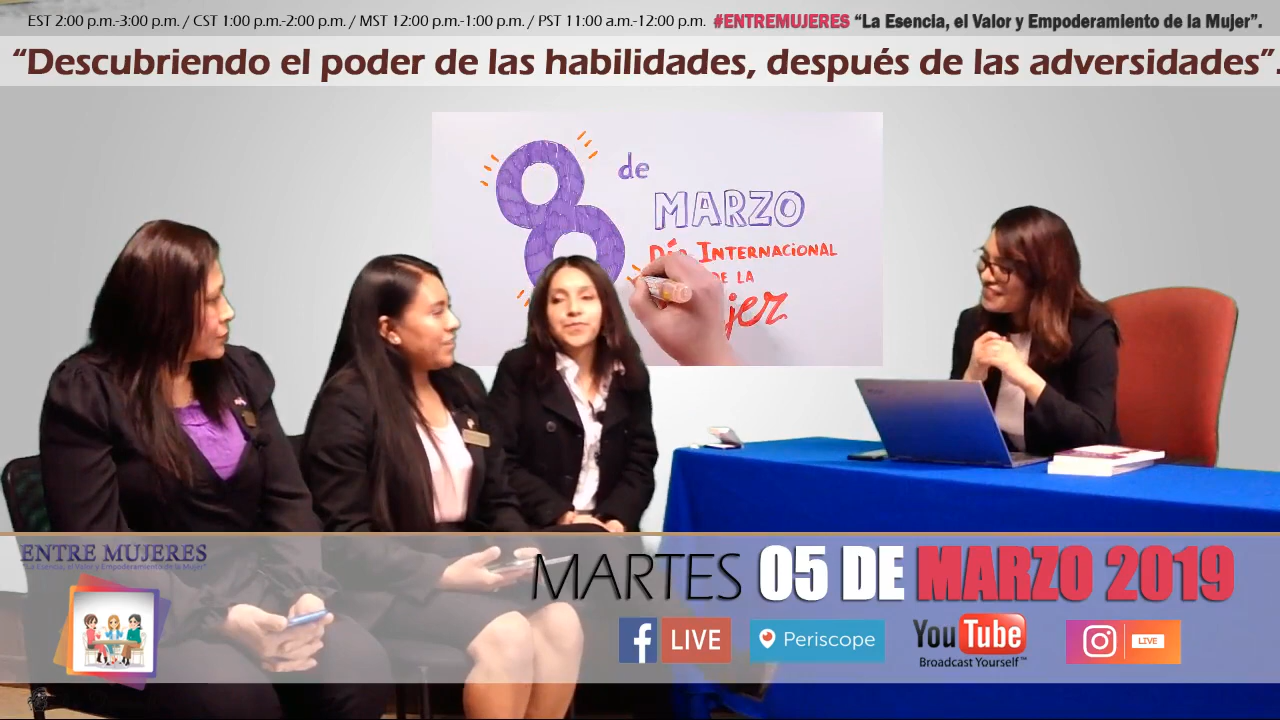 EST 2:00 p.m.-3:00 p.m. / CST 1:00 p.m.-2:00 p.m. / MST 12:00 p.m.-1:00 p.m. / PST 11:00 a.m.-12:00 p.m. #ENTREMUJERES “La Esencia, el Valor y Empoderamiento de la Mujer”.
“Descubriendo el poder de las habilidades, después de las adversidades”.
8 de
MARZO
Día INTERNACIONAL
DE LA
jer
ENTRE MUJERES
“La Esencia, el Valor y Empoderamiento de la Mujer”
MARTES 05 DE MARZO 2019
f LIVE
Periscope
YouTube
Broadcast Yourself™
LIVE